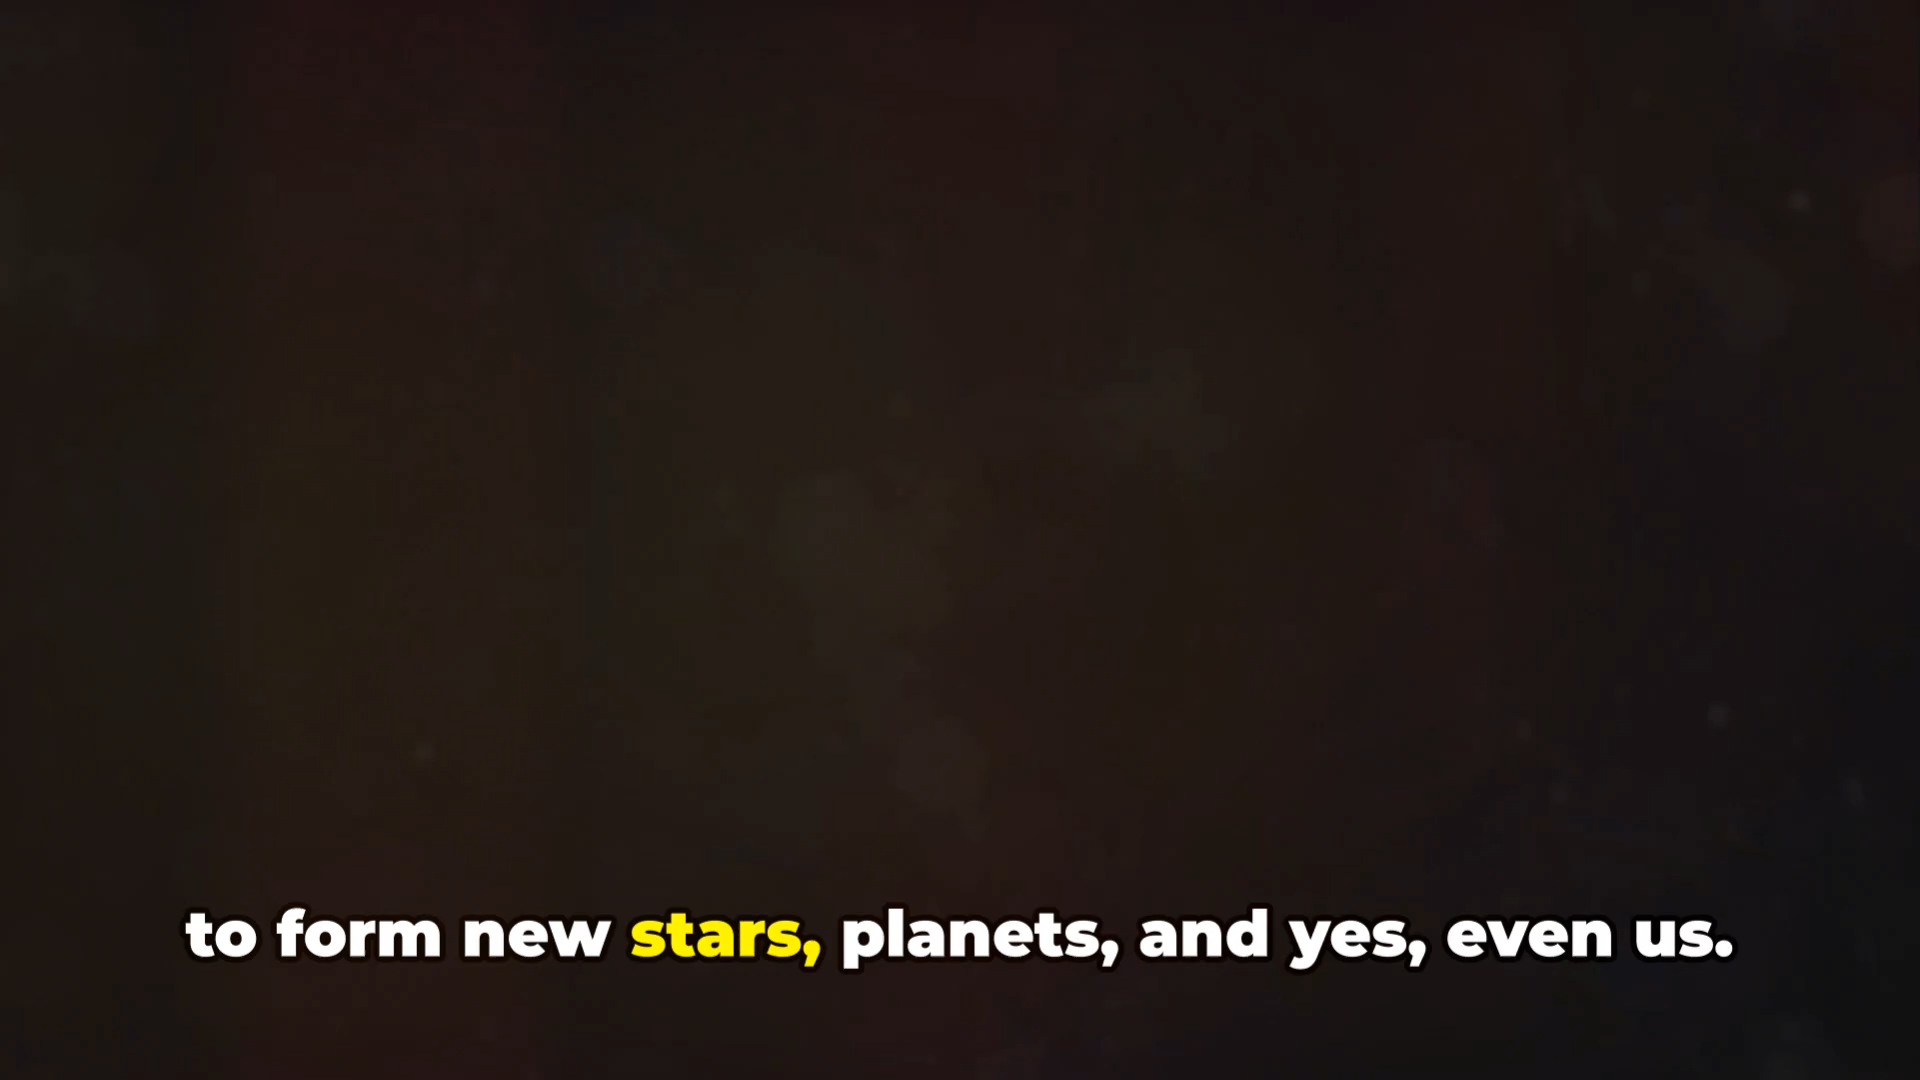 to form new stars, planets, and yes, even us.